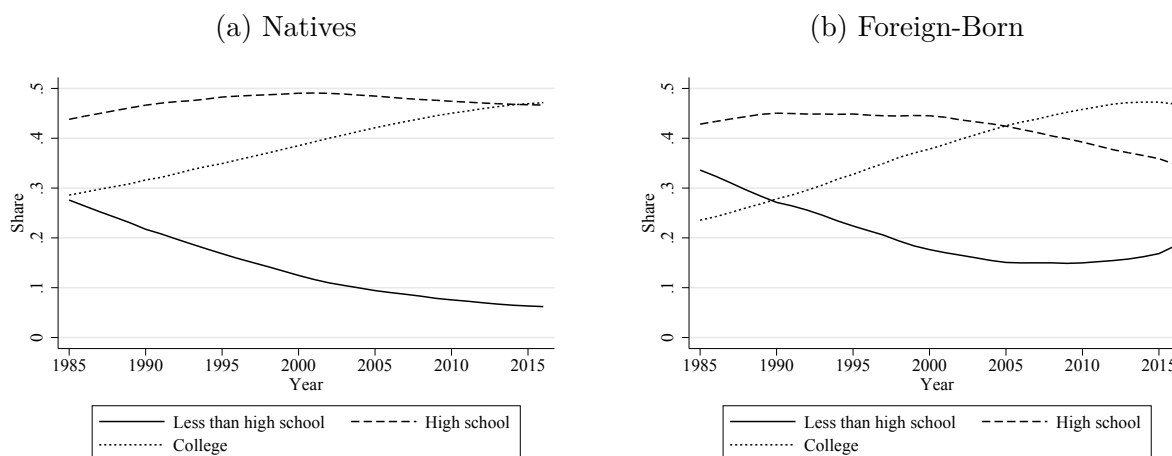 (a) Natives
Share
.5
.4
.3
.2
.1
0
1985 1990 1995 2000 2005 2010 2015
Year
Less than high school High school
College
(b) Foreign-Born
Share
.5
.4
.3
.2
.1
0
1985 1990 1995 2000 2005 2010 2015
Year
Less than high school High school
College